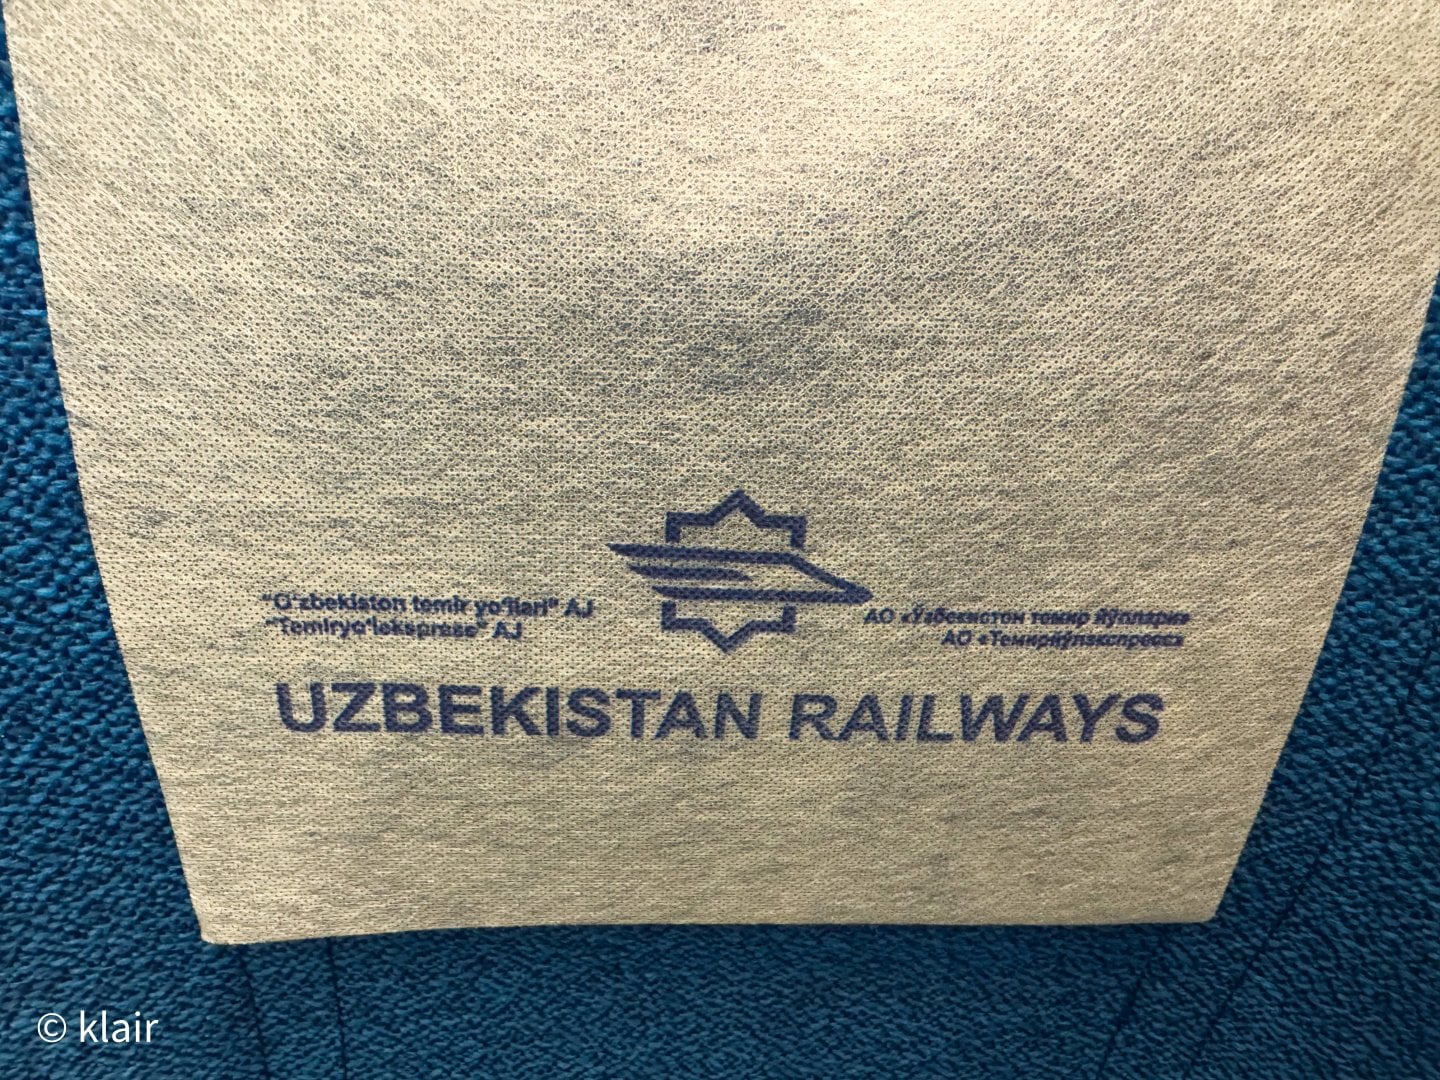 "O'zbekiston temir yo'llari" AJ
"Temiryo'lekspress" AJ
АО «Ўзбекистон темир йўллари»
АО «Темирйўлэкспресс»
UZBEKISTAN RAILWAYS
© klair